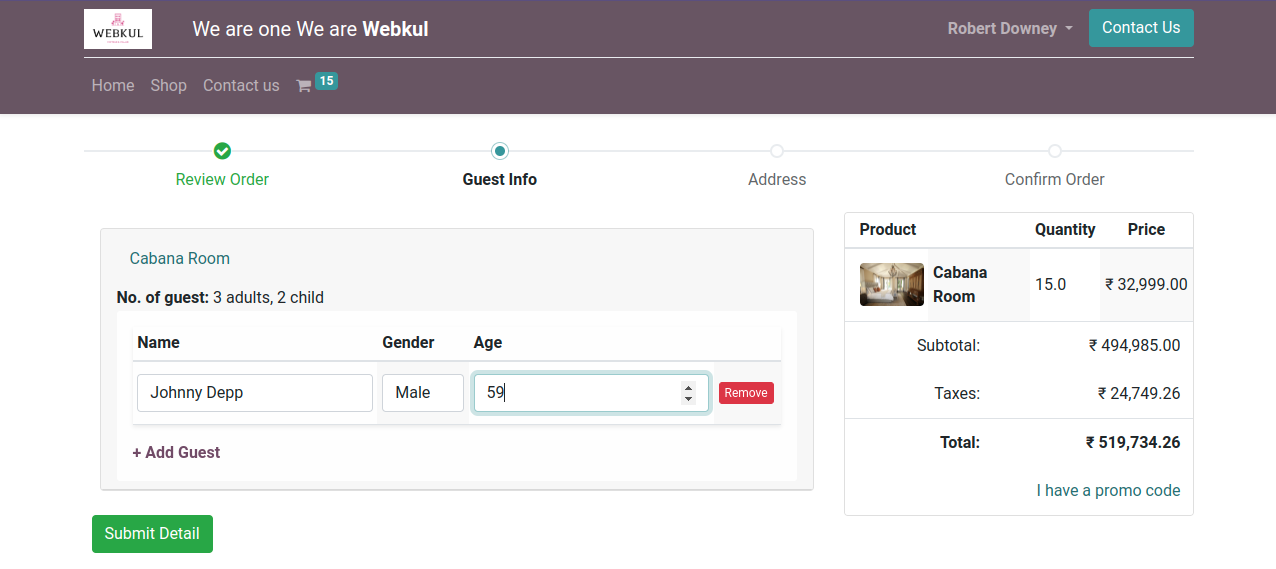 WEBKUL
We are one We are Webkul
Robert Downey
Contact Us
Home Shop Contact us 15
Review Order
Guest Info
Address
Confirm Order
Cabana Room
No. of guest: 3 adults, 2 child
Name Gender Age
Johnny Depp Male 59 Remove
+ Add Guest
Submit Detail
Product Quantity Price
Cabana
Room
15.0 ₹ 32,999.00
Subtotal: ₹ 494,985.00
Taxes: ₹ 24,749.26
Total: ₹ 519,734.26
I have a promo code